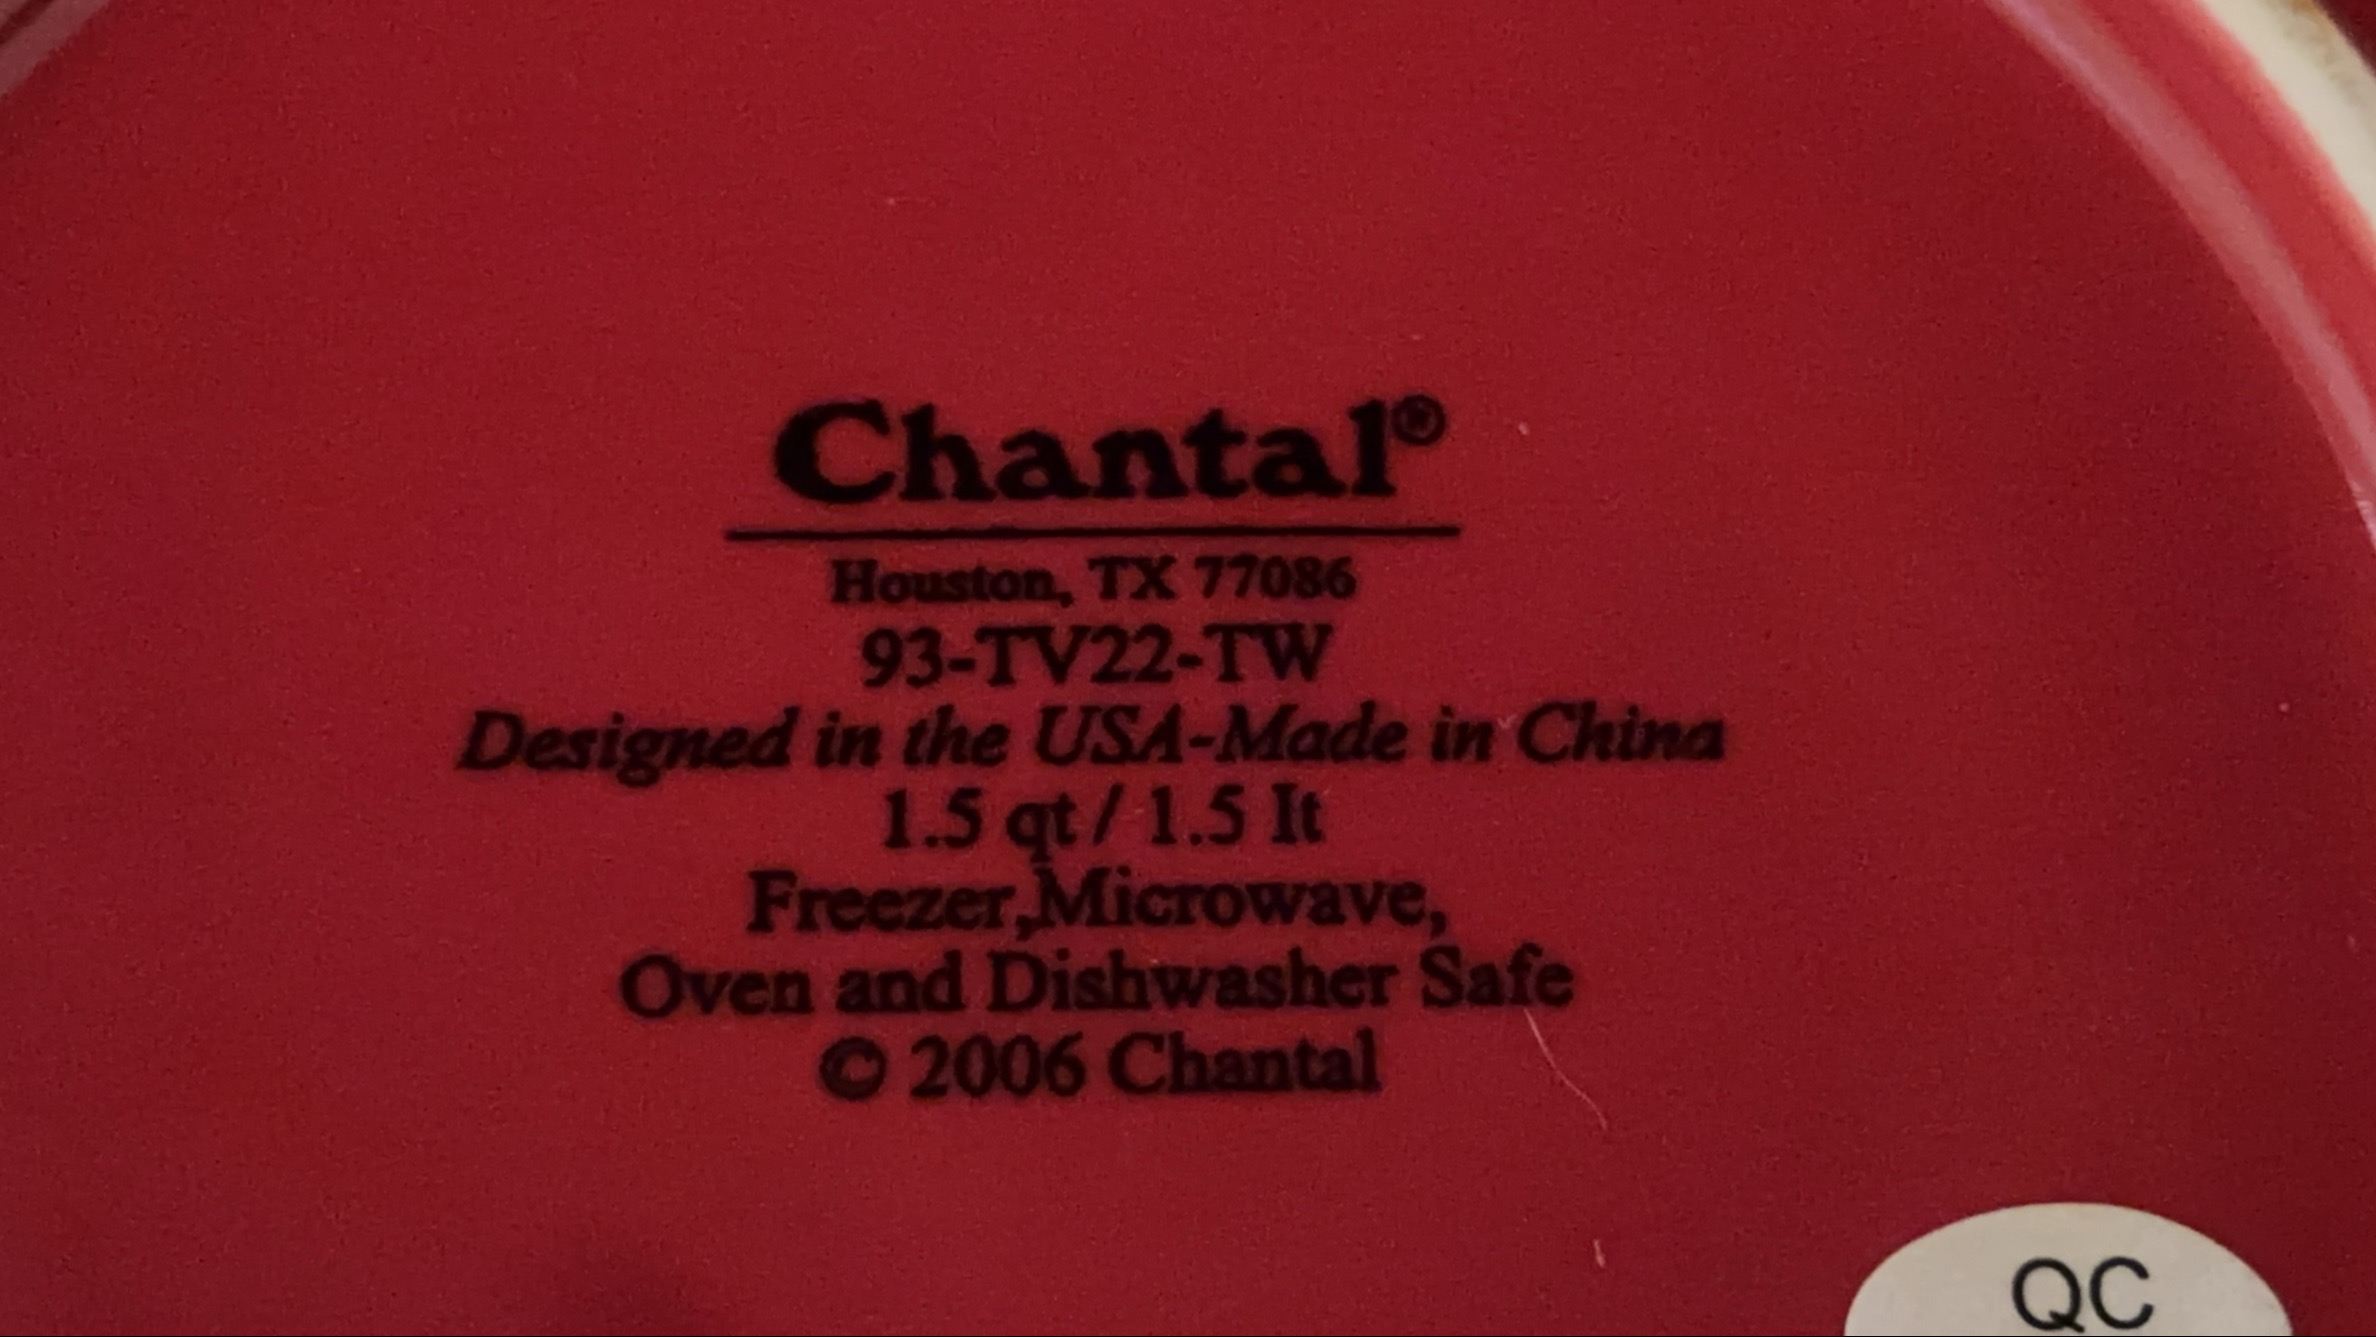 Chantal®
Houston, TX 77086
93-TV22-TW
Designed in the USA-Made in China
1.5 qt / 1.5 It
Freezer,Microwave,
Oven and Dishwasher Safe
© 2006 Chantal
QC